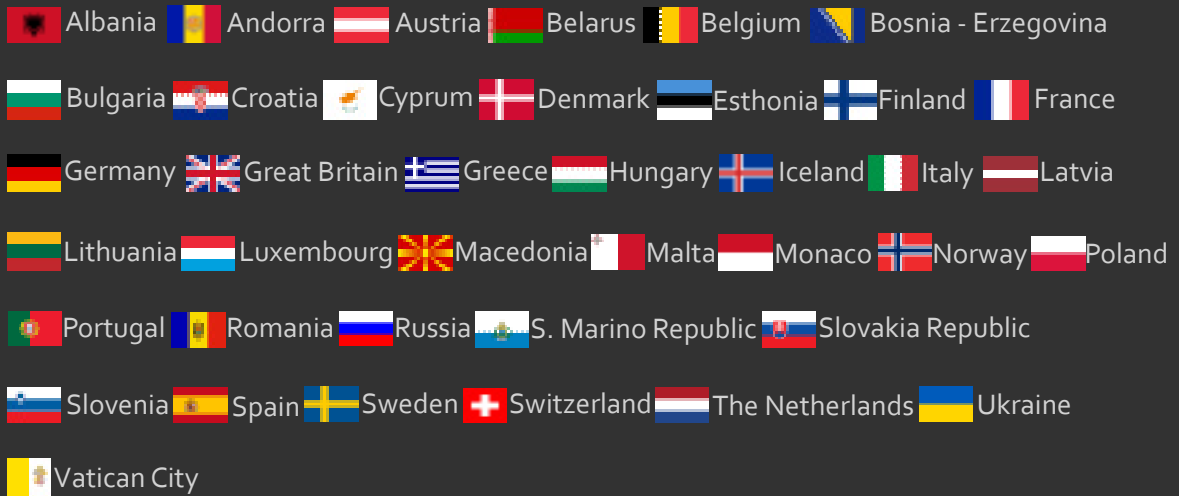 Albania Andorra Austria Belarus Belgium Bosnia - Erzegovina
Bulgaria Croatia Cyprum Denmark Esthonia Finland France
Germany Great Britain Greece Hungary Iceland Italy Latvia
Lithuania Luxembourg Macedonia Malta Monaco Norway Poland
Portugal Romania Russia S. Marino Republic Slovakia Republic
Slovenia Spain Sweden Switzerland The Netherlands Ukraine
Vatican City